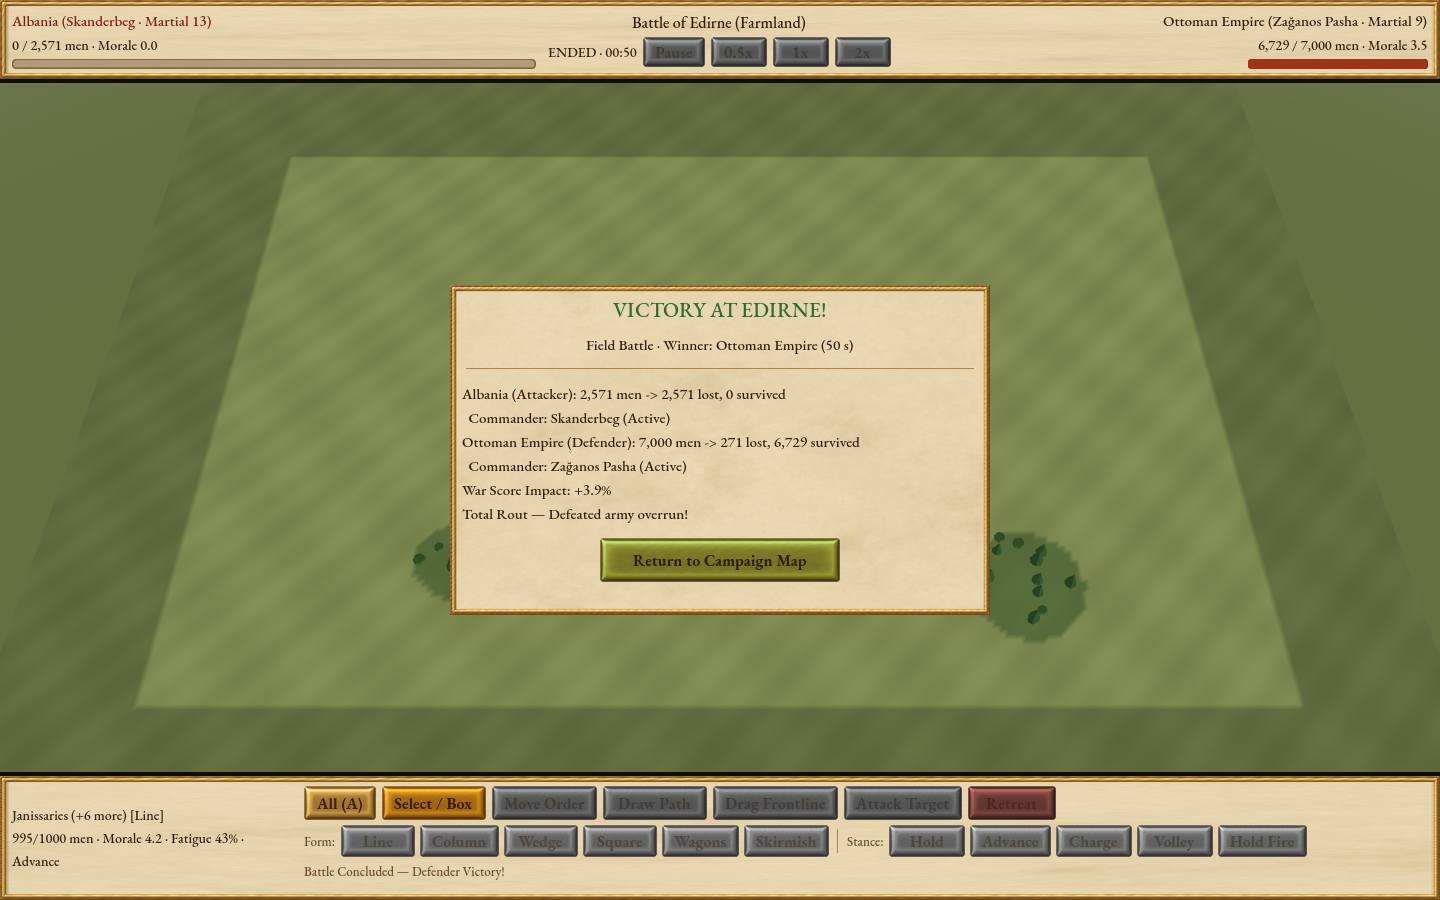 Albania (Skanderbeg · Martial 13)
0 / 2,571 men · Morale 0.0
Battle of Edirne (Farmland)
ENDED · 00:50
Pause
0.5x
1x
2x
Ottoman Empire (Zağanos Pasha · Martial 9)
6,729 / 7,000 men · Morale 3.5
VICTORY AT EDIRNE!
Field Battle · Winner: Ottoman Empire (50 s)
Albania (Attacker): 2,571 men -> 2,571 lost, 0 survived
Commander: Skanderbeg (Active)
Ottoman Empire (Defender): 7,000 men -> 271 lost, 6,729 survived
Commander: Zağanos Pasha (Active)
War Score Impact: +3.9%
Total Rout — Defeated army overrun!
Return to Campaign Map
Janissaries (+6 more) [Line]
995/1000 men · Morale 4.2 · Fatigue 43% ·
Advance
All (A)
Select / Box
Move Order
Draw Path
Drag Frontline
Attack Target
Retreat
Form:
Line
Column
Wedge
Square
Wagons
Skirmish
Stance:
Hold
Advance
Charge
Volley
Hold Fire
Battle Concluded — Defender Victory!